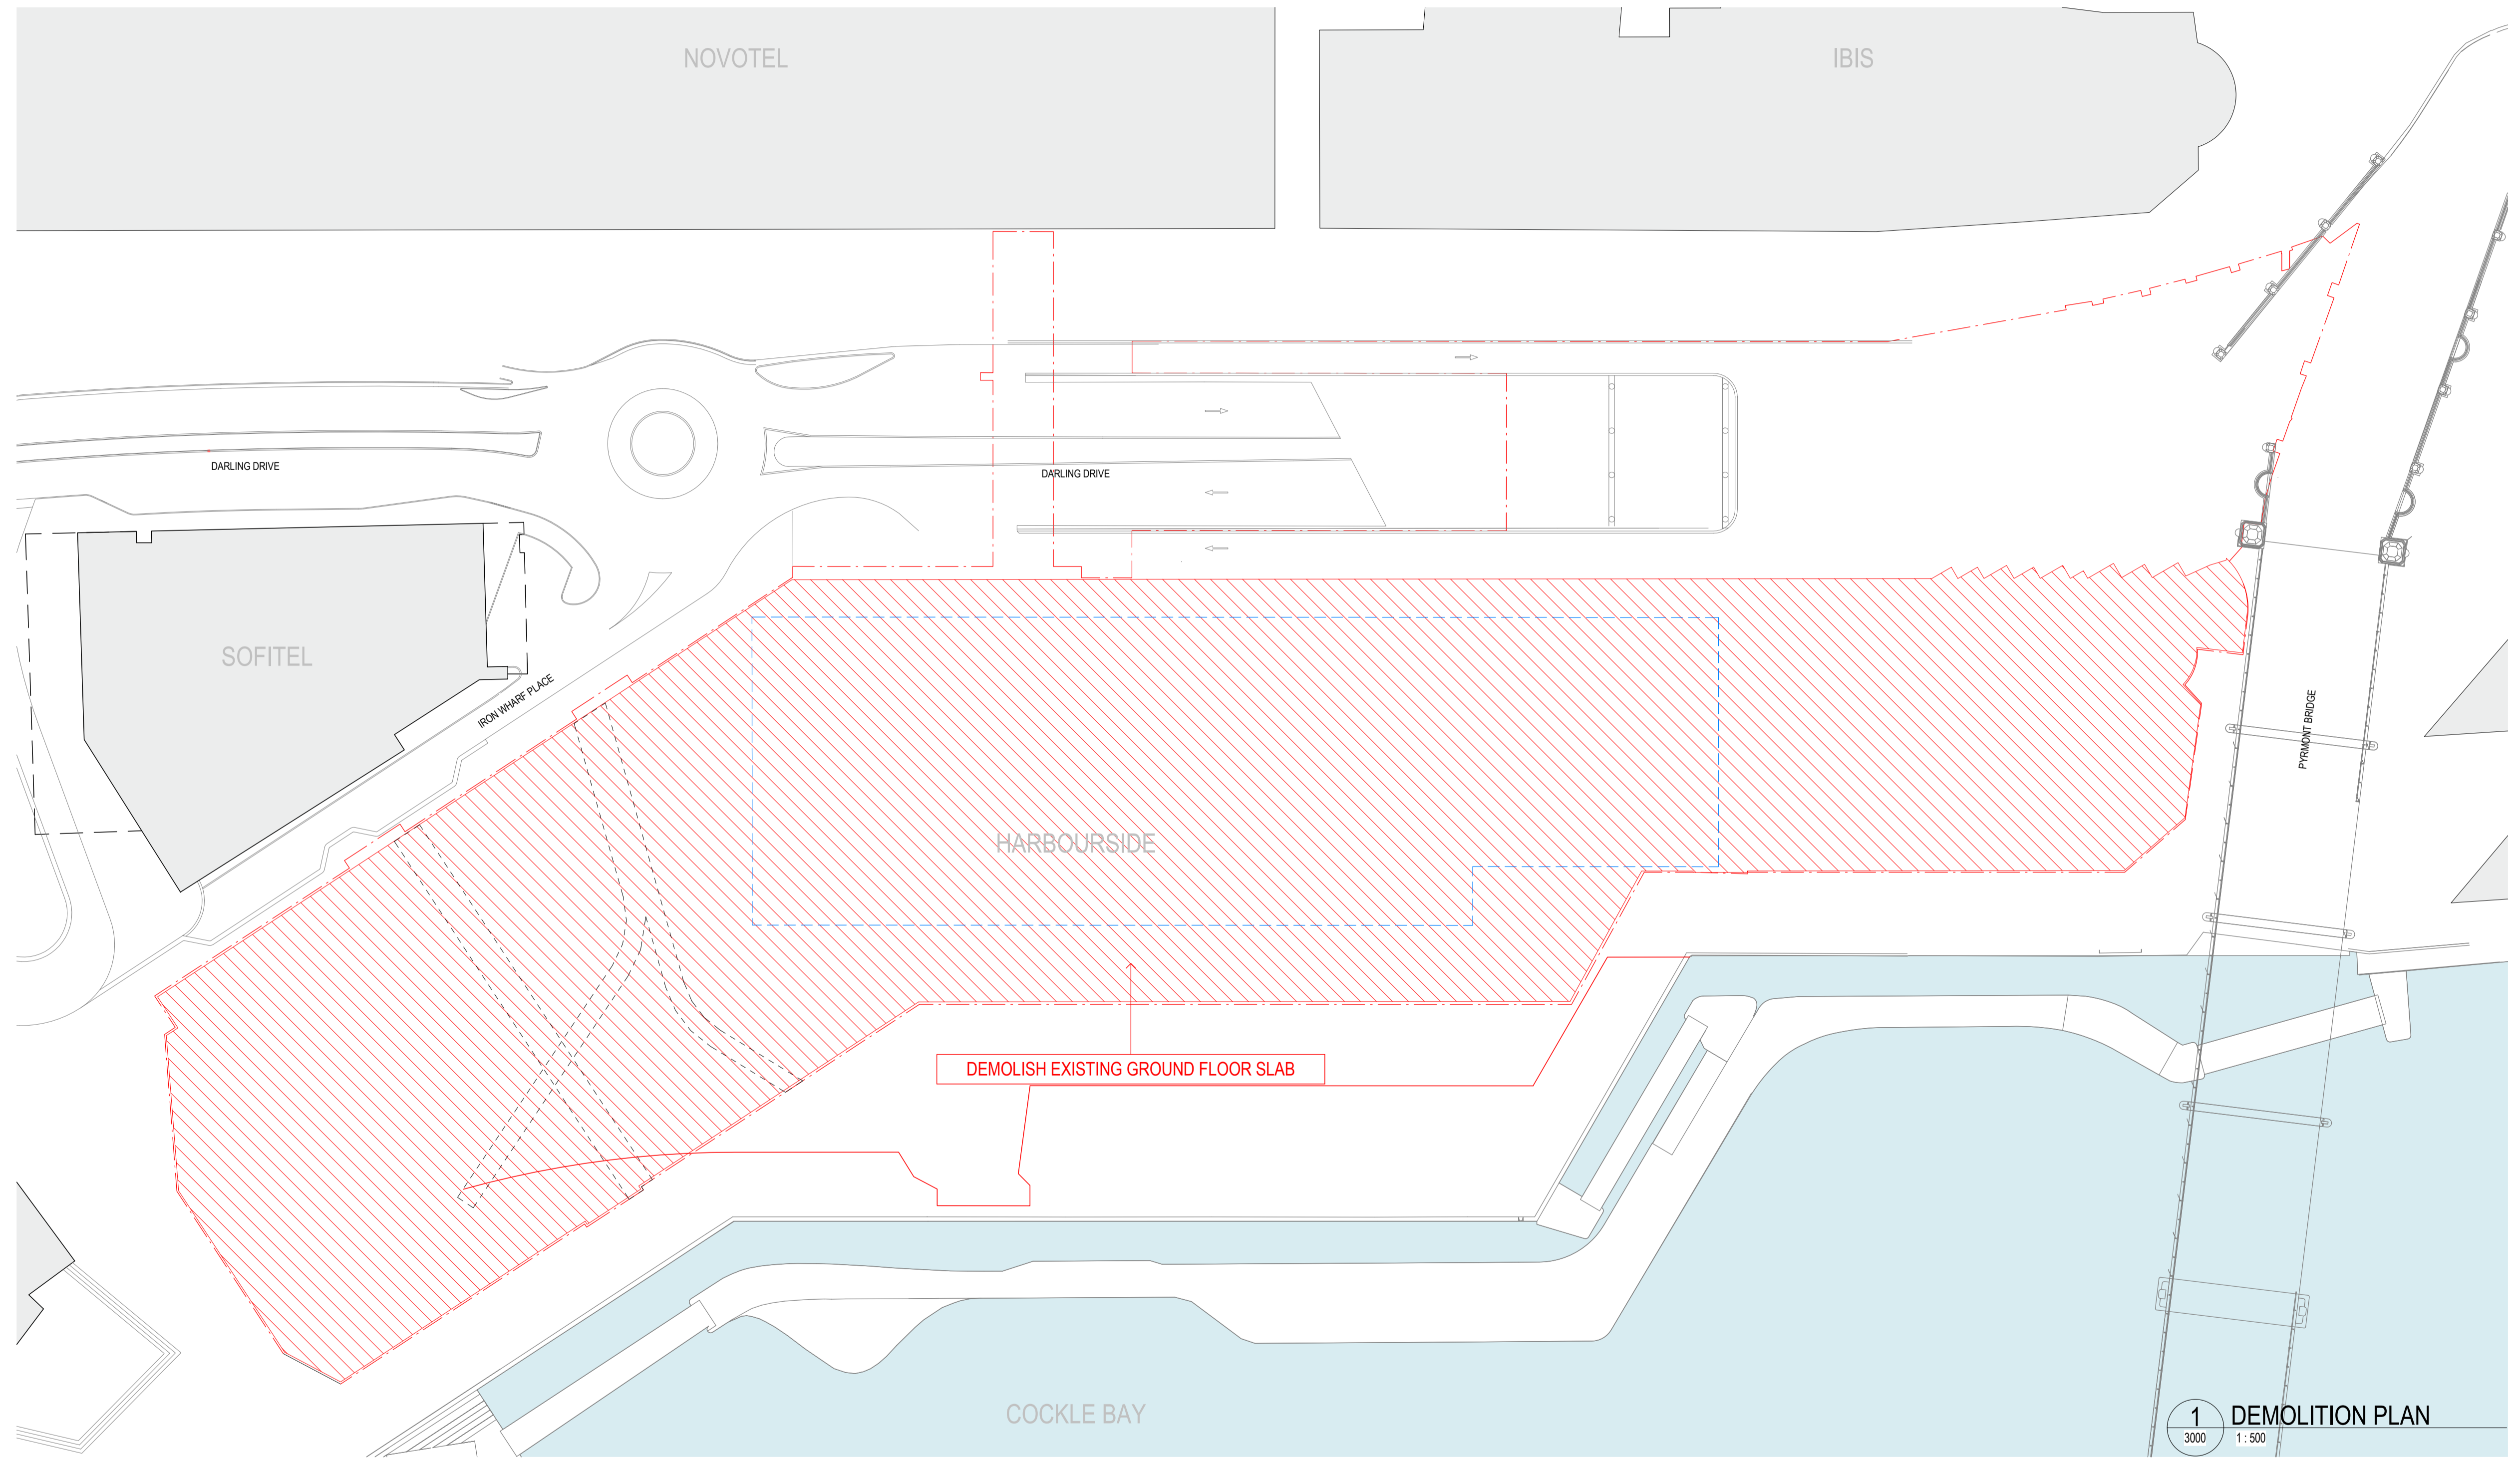 NOVOTEL
IBIS
DARLING DRIVE
DARLING DRIVE
SOFITEL
IRON WHARF PLACE
PYRMONT BRIDGE
HARBOURSIDE
DEMOLISH EXISTING GROUND FLOOR SLAB
COCKLE BAY
1
DEMOLITION PLAN
3000
1 : 500